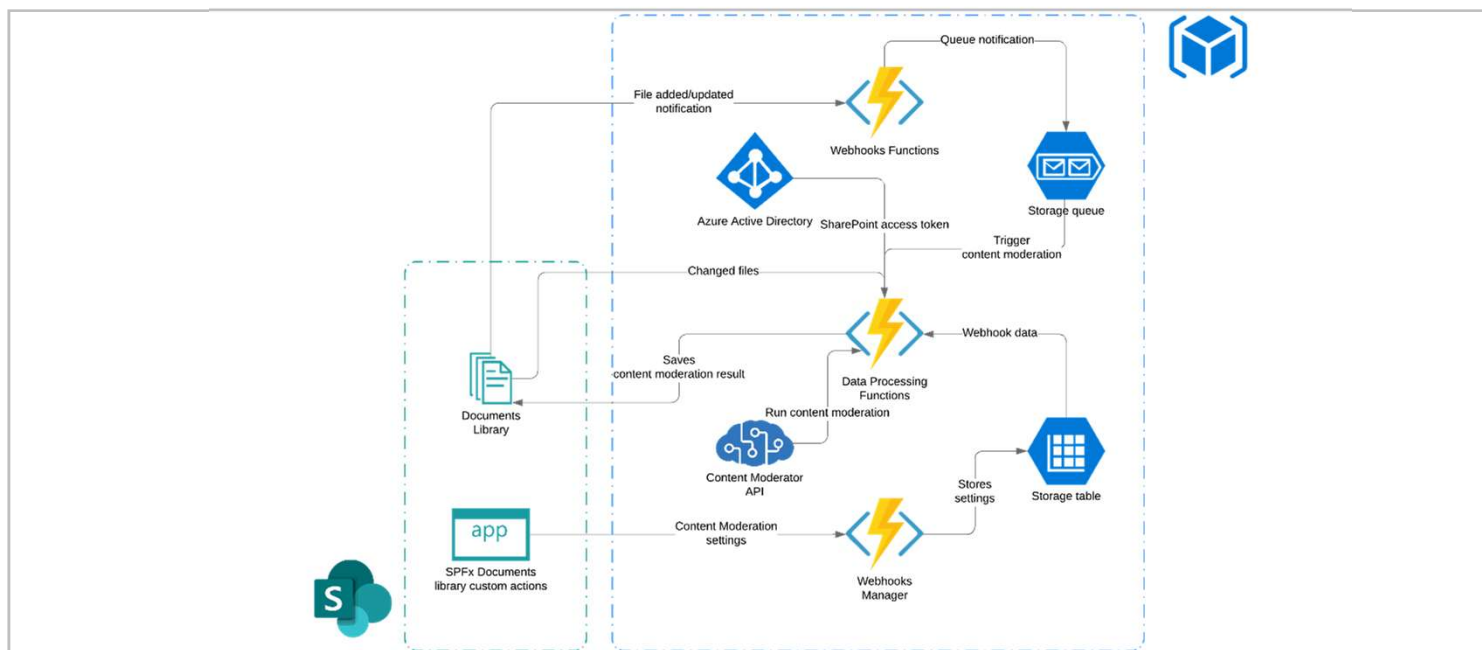 Queue notification
File added/updated
notification
Webhooks Functions
Azure Active Directory
SharePoint access token
Storage queue
Trigger
content moderation
Changed files
Webhook data
Saves
content moderation result
Data Processing
Functions
Documents
Library
Run content moderation
Content Moderator
API
Stores
settings
Storage table
app
Content Moderation
settings
SPFx Documents
library custom actions
Webhooks
Manager
S